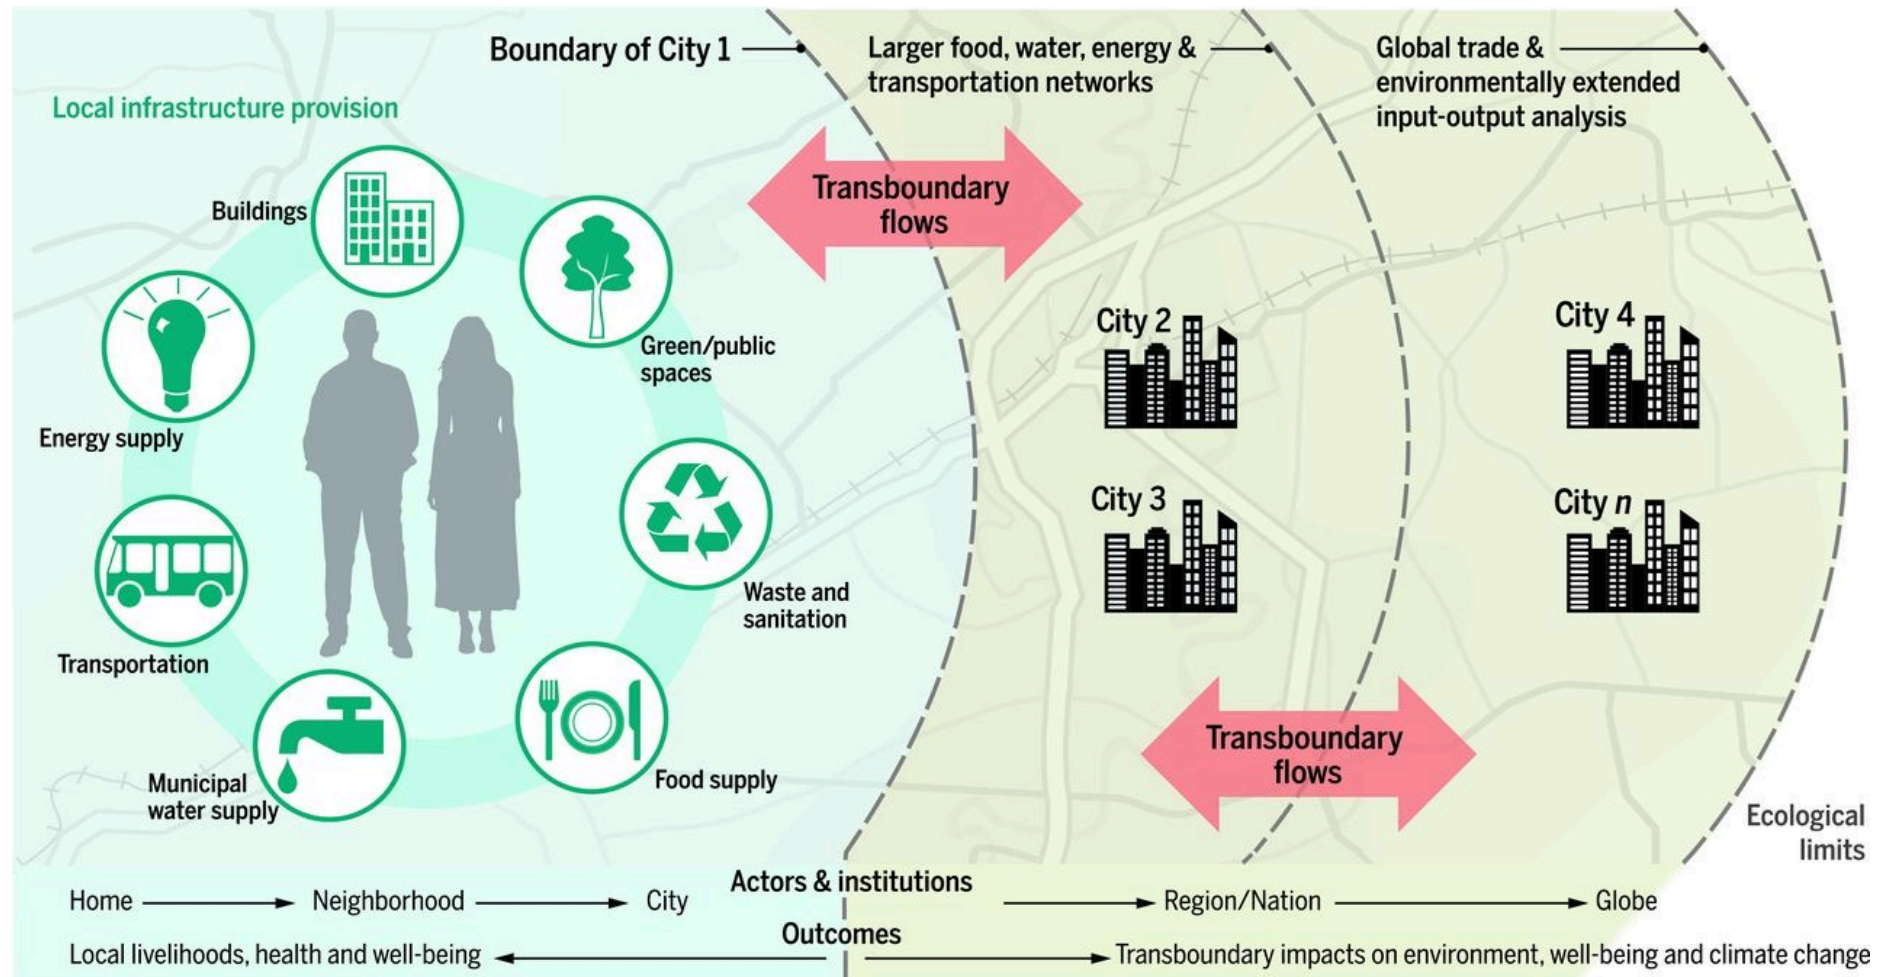 Boundary of City 1
Larger food, water, energy &
transportation networks
Global trade &
environmentally extended
input-output analysis
Local infrastructure provision
Transboundary
flows
Buildings
Green/public
spaces
Energy supply
Waste and
sanitation
Transportation
Municipal
water supply
Food supply
City 2
City 4
City 3
City n
Transboundary
flows
Ecological
limits
Actors & institutions
Home
Neighborhood
City
Region/Nation
Globe
Outcomes
Local livelihoods, health and well-being
Transboundary impacts on environment, well-being and climate change